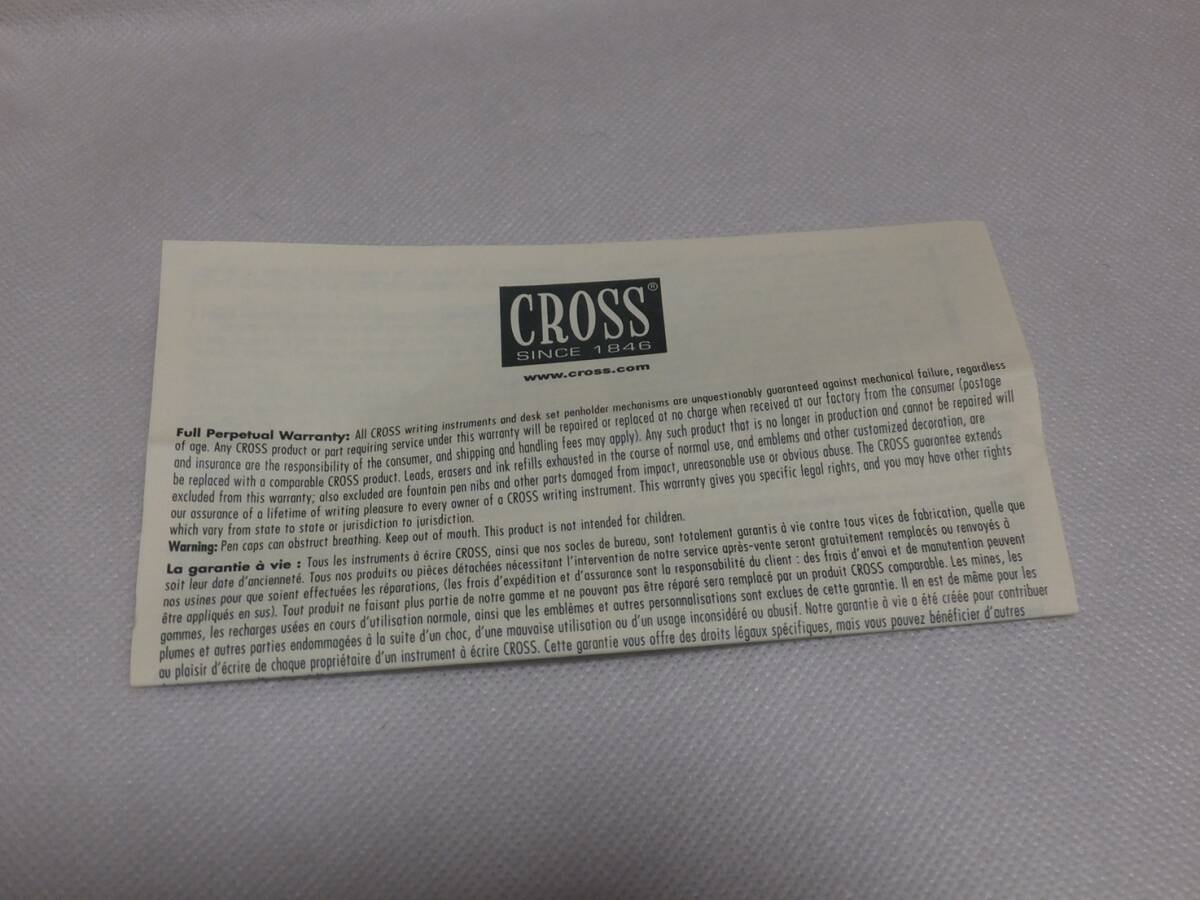 CROSS®
SINCE 1846
www.cross.com
Full Perpetual Warranty: All CROSS writing instruments and desk set penholder mechanisms are unquestionably guaranteed against mechanical failure, regardless
of age. Any CROSS product or part requiring service under this warranty will be repaired or replaced at no charge when received at our factory from the consumer (postage
and insurance are the responsibility of the consumer, and shipping and handling fees may apply). Any such product that is no longer in production and cannot be repaired will
be replaced with a comparable CROSS product. Leads, erasers and ink refills exhausted in the course of normal use, and emblems and other customized decoration, are
excluded from this warranty; also excluded are fountain pen nibs and other parts damaged from impact, unreasonable use or obvious abuse. The CROSS guarantee extends
our assurance of a lifetime of writing pleasure to every owner of a CROSS writing instrument. This warranty gives you specific legal rights, and you may have other rights
which vary from state to state or jurisdiction to jurisdiction.
Warning: Pen caps can obstruct breathing. Keep out of mouth. This product is not intended for children.
La garantie à vie : Tous les instruments à écrire CROSS, ainsi que nos socles de bureau, sont totalement garantis à vie contre tous vices de fabrication, quelle que
soit leur date d'ancienneté. Tous nos produits ou pièces détachées nécessitant l'intervention de notre service après-vente seront gratuitement remplacés ou renvoyés à
nos usines pour que soient effectuées les réparations, (les frais d'expédition et d'assurance sont la responsabilité du client : des frais d'envoi et de manutention peuvent
être appliqués en sus). Tout produit ne faisant plus partie de notre gamme et ne pouvant pas être réparé sera remplacé par un produit CROSS comparable. Les mines, les
gommes, les recharges usées en cours d'utilisation normale, ainsi que les emblèmes et autres personnalisations sont exclues de cette garantie. Il en est de même pour les
plumes et autres parties endommagées à la suite d'un choc, d'une mauvaise utilisation ou d'un usage inconsidéré ou abusif. Notre garantie à vie a été créée pour contribuer
au plaisir d'écrire de chaque propriétaire d'un instrument à écrire CROSS. Cette garantie vous offre des droits légaux spécifiques, mais vous pouvez bénéficier d'autres